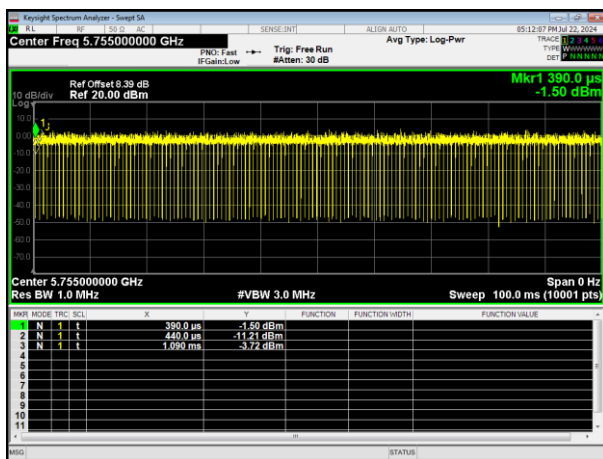 Keysight Spectrum Analyzer - Swept SA
RL RF 50 Ω AC SENSE:INT ALIGN AUTO 05:12:07 PM Jul 22, 2024
Center Freq 5.755000000 GHz
PNO: Fast
IFGain:Low
Trig: Free Run
#Atten: 30 dB
Avg Type: Log-Pwr
TRACE 1 2 3 4 5 6
TYPE
DET P N N N N N
Mkr1 390.0 µs
-1.50 dBm
Ref Offset 8.39 dB
10 dB/div Ref 20.00 dBm
Log
10.0
0.00
-10.0
-20.0
-30.0
-40.0
-50.0
-60.0
-70.0
Center 5.755000000 GHz Span 0 Hz
Res BW 1.0 MHz #VBW 3.0 MHz Sweep 100.0 ms (10001 pts)
MKR MODE TRC SCL X Y FUNCTION FUNCTION WIDTH FUNCTION VALUE
1 N 1 t 390.0 µs -1.50 dBm
2 N 1 t 440.0 µs -11.21 dBm
3 N 1 t 1.090 ms -3.72 dBm
4
5
6
7
8
9
10
11
MSG STATUS